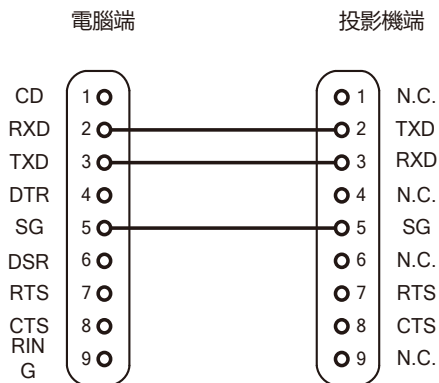 電腦端 投影機端
CD 1 1 N.C.
RXD 2 2 TXD
TXD 3 3 RXD
DTR 4 4 N.C.
SG 5 5 SG
DSR 6 6 N.C.
RTS 7 7 RTS
CTS 8 8 CTS
RIN
G 9 9 N.C.